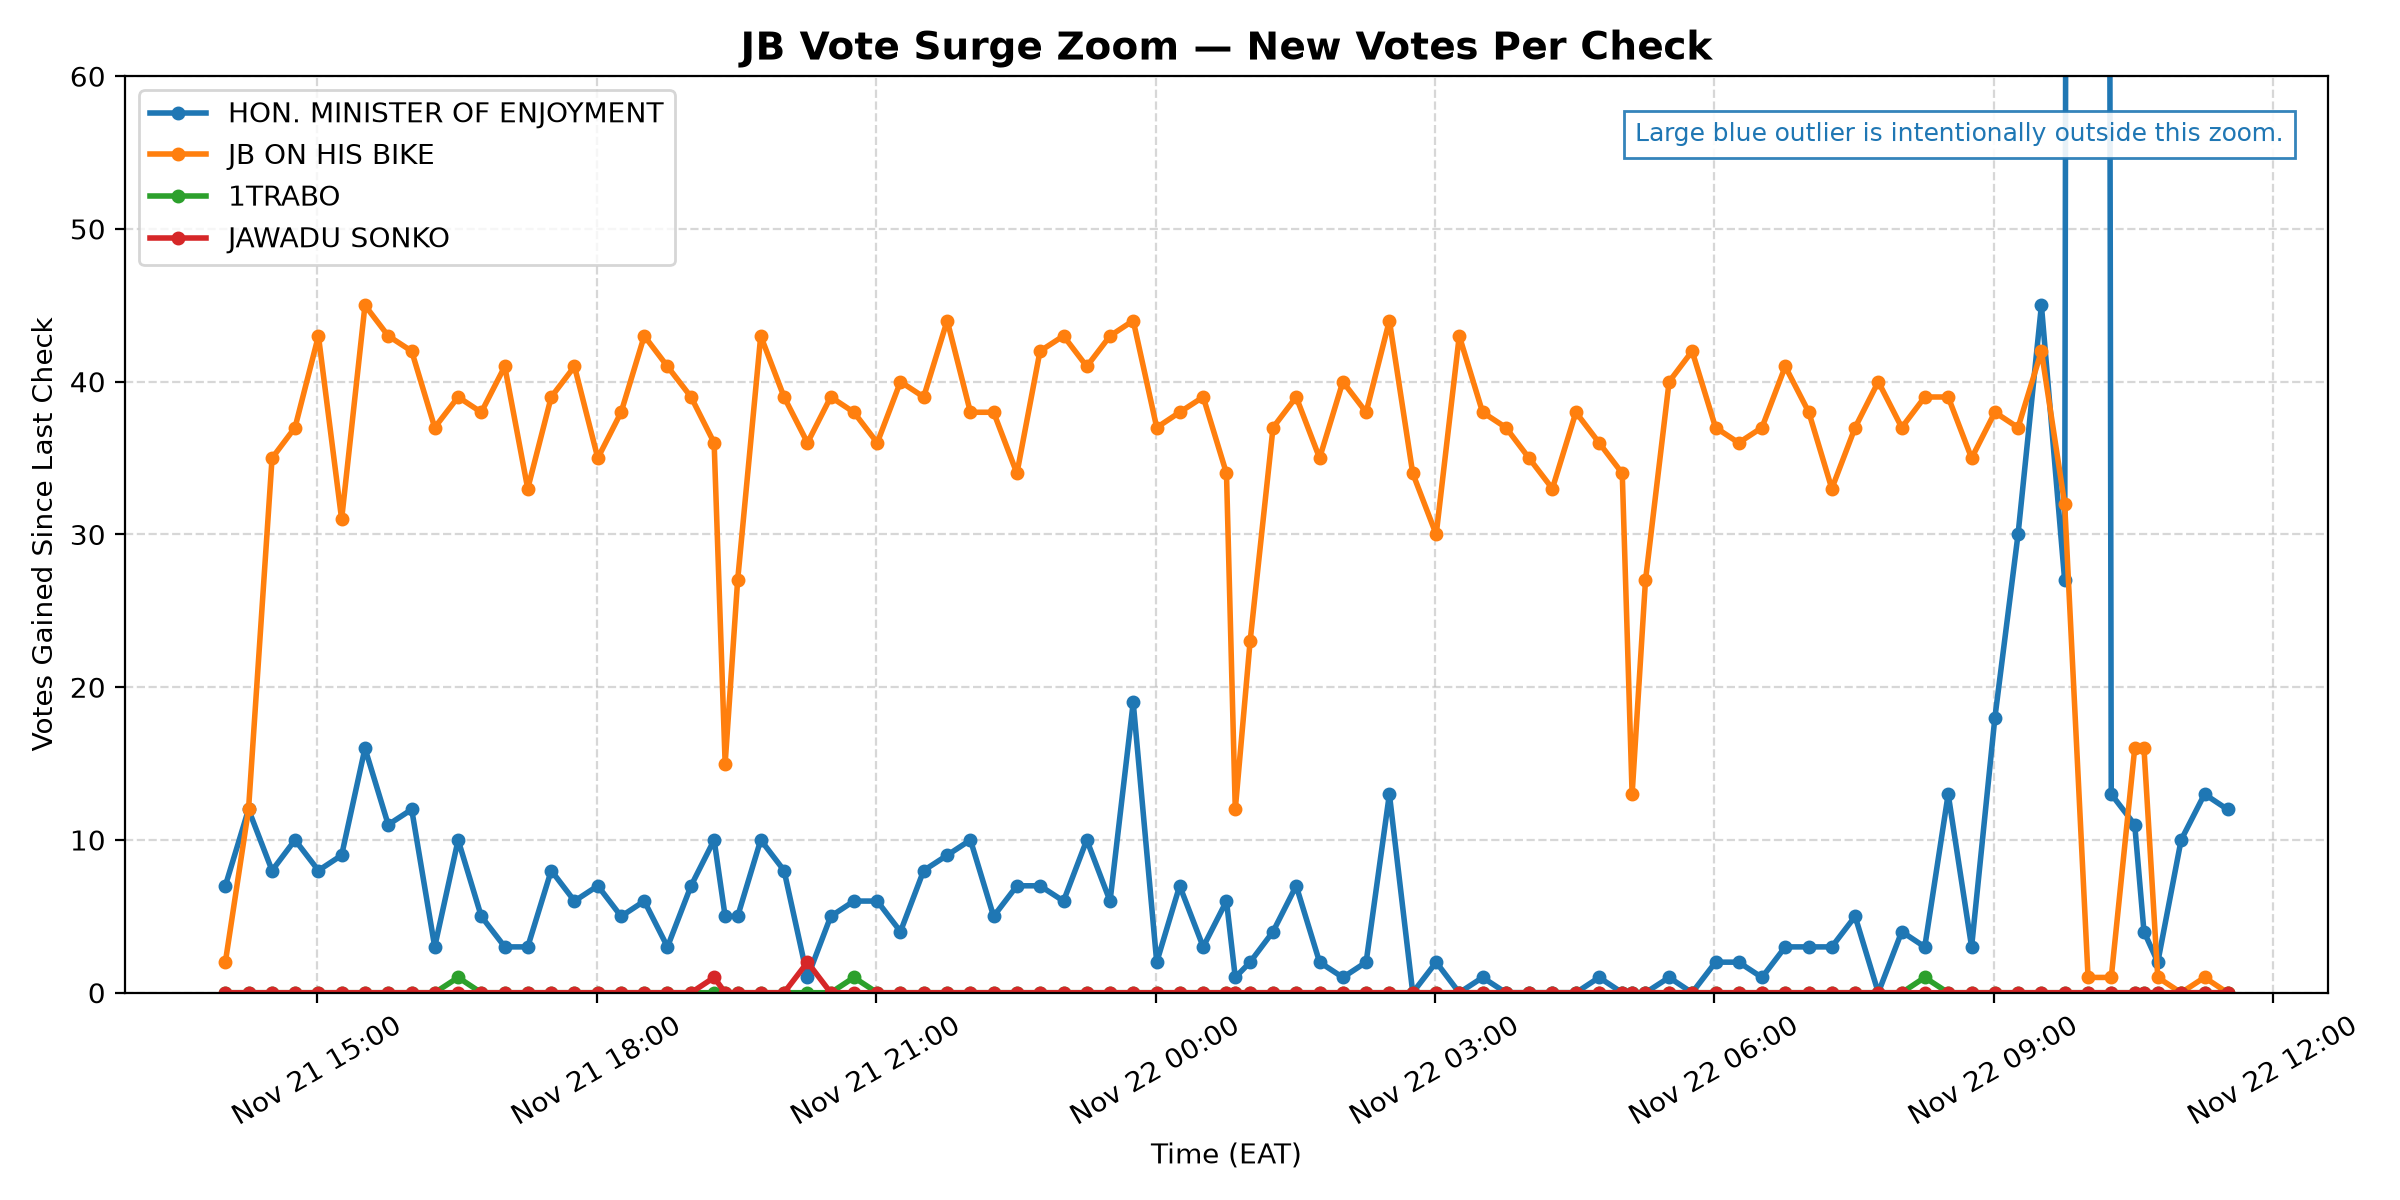 JB Vote Surge Zoom — New Votes Per Check
60
50
40
30
20
10
0
Votes Gained Since Last Check
HON. MINISTER OF ENJOYMENT
JB ON HIS BIKE
1TRABO
JAWADU SONKO
Large blue outlier is intentionally outside this zoom.
Nov 21 15:00
Nov 21 18:00
Nov 21 21:00
Nov 22 00:00
Nov 22 03:00
Nov 22 06:00
Nov 22 09:00
Nov 22 12:00
Time (EAT)